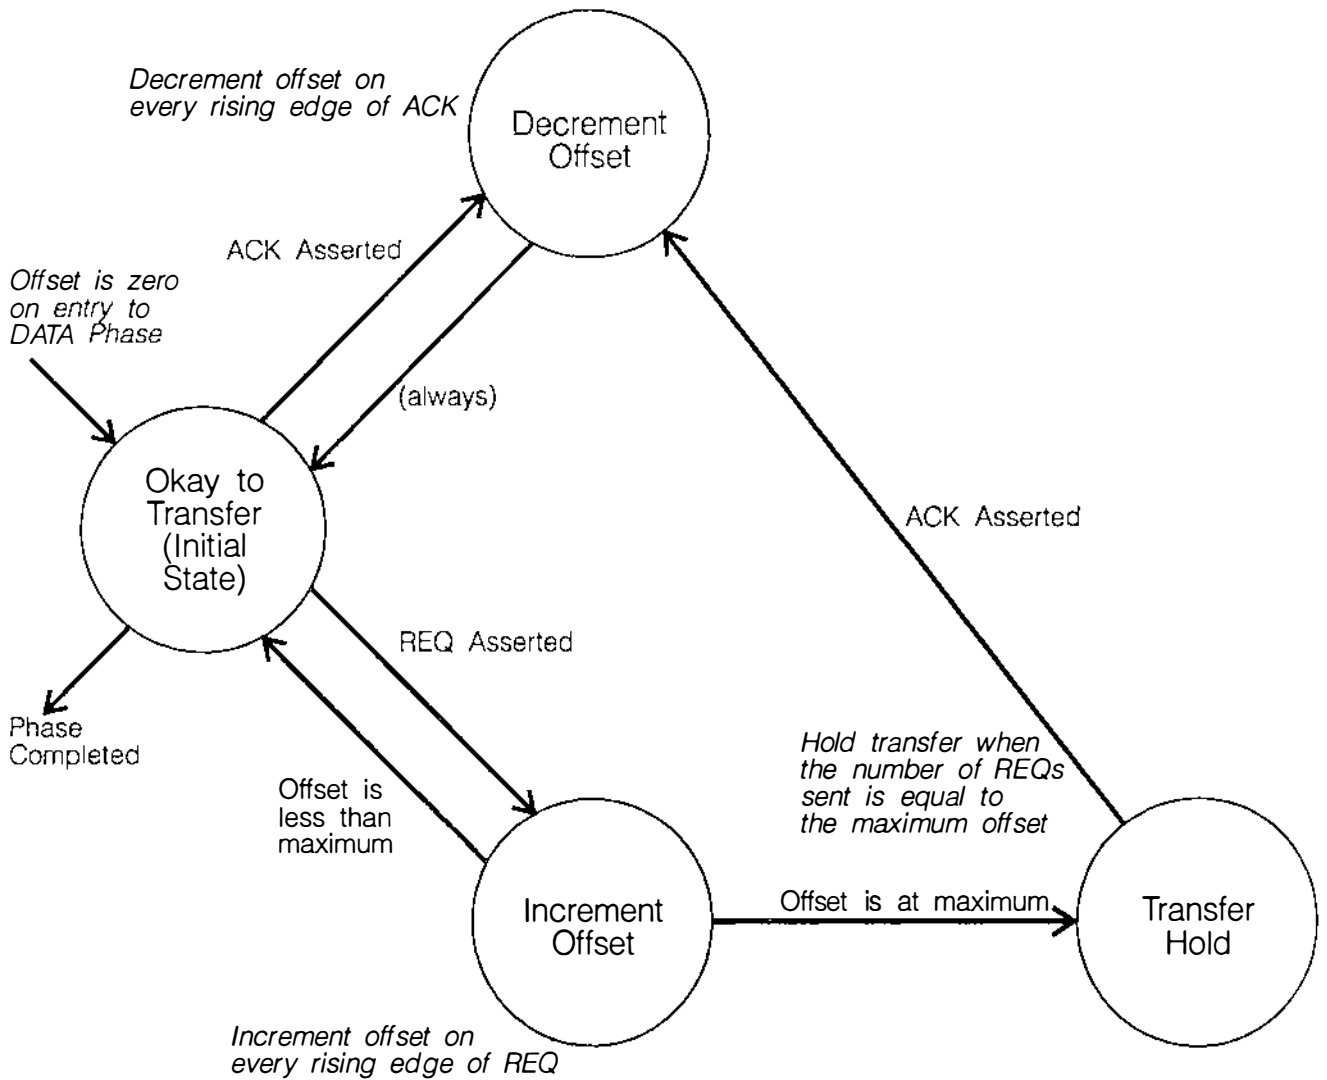 Decrement offset on
every rising edge of ACK
Decrement
Offset
ACK Asserted
Offset is zero
on entry to
DATA Phase
(always)
Okay to
Transfer
(Initial
State)
ACK Asserted
REQ Asserted
Phase
Completed
Offset is
less than
maximum
Hold transfer when
the number of REQs
sent is equal to
the maximum offset
Increment
Offset
Offset is at maximum
Transfer
Hold
Increment offset on
every rising edge of REQ